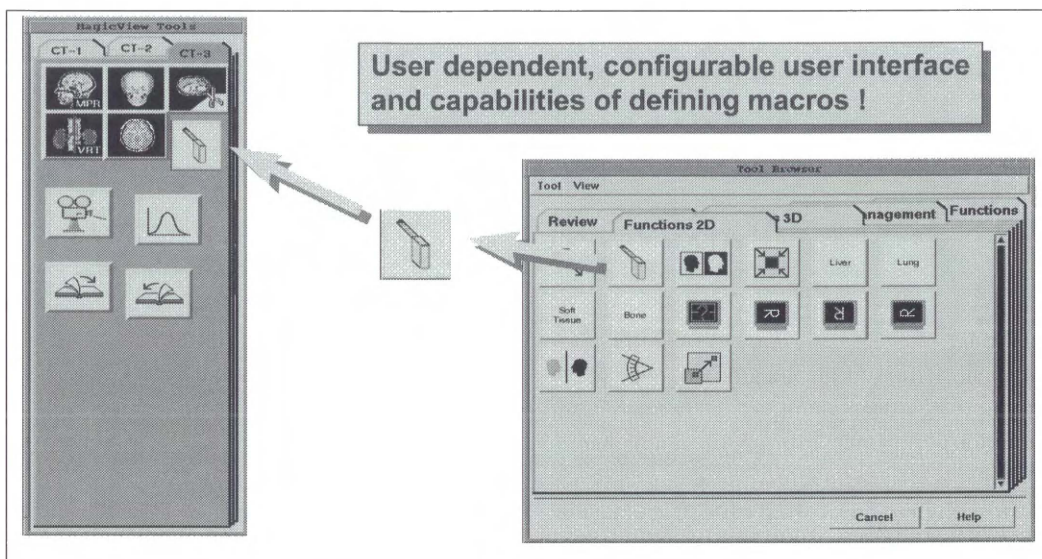 MagicView Tools
CT-1 CT-2 CT-3
MPR
VRT
User dependent, configurable user interface
and capabilities of defining macros !
Tool Browser
Tool View
Review Functions 2D 3D nagement Functions
Liver Lung
Soft
Tissue
Bone
-?-
R R R
Cancel Help